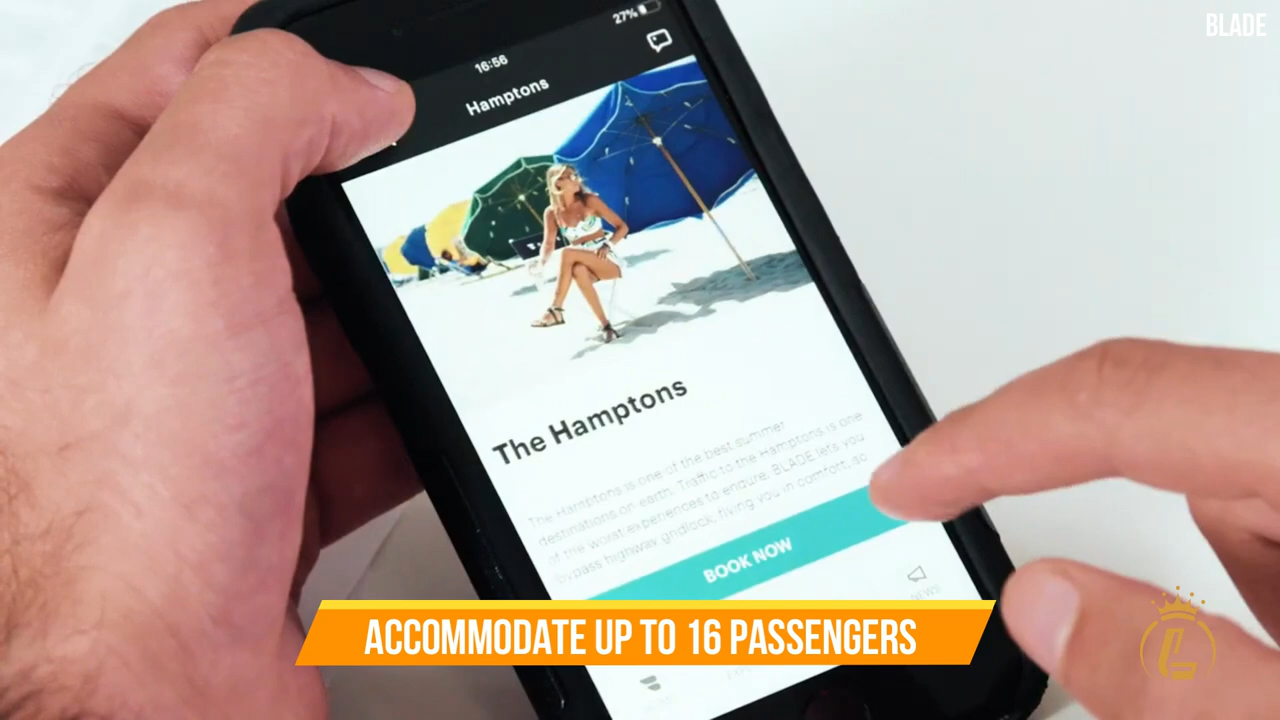 BLADE
27%
16:56
Hamptons
The Hamptons
The Hamptons is one of the best summer
destinations on earth. Traffic to the Hamptons is one
of the worst experiences to endure. BLADE lets you
bypass highway gridlock, flying you in comfort, so
BOOK NOW
NEWS
ACCOMMODATE UP TO 16 PASSENGERS
L